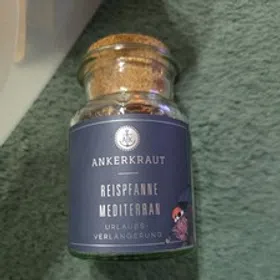 ANKERKRAUT
REISPFANNE
MEDITERRAN
URLAUBS-
VERLÄNGERUNG